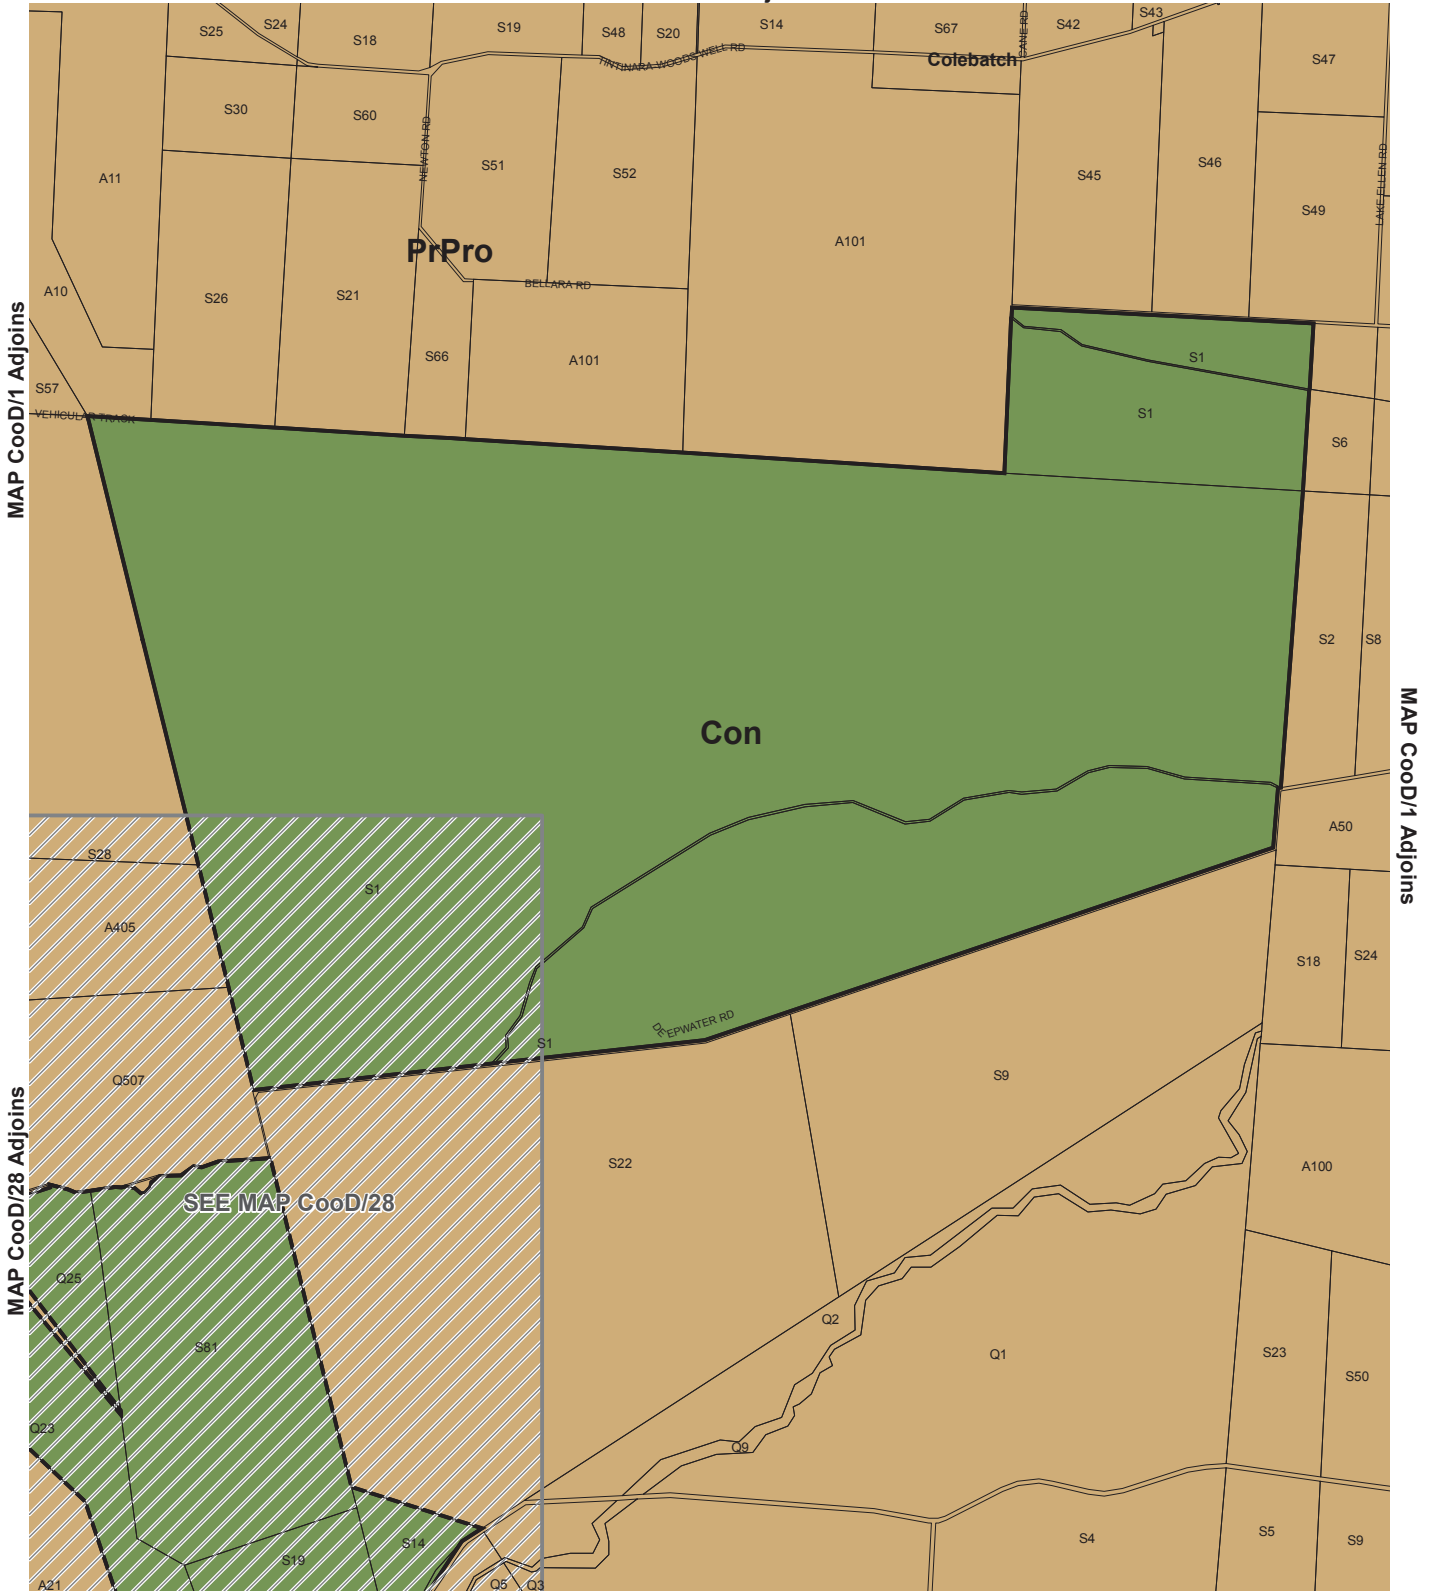 S25
S24
S18
S19
S48
S20
S14
S67
CANE RD
S42
S43
S47
TINTINARA WOODS WELL RD
Colebatch
S30
S60
NEWTON RD
S51
S52
A11
S45
S46
S49
LAKE ELLEN RD
A101
PrPro
BELLARA RD
A10
S26
S21
S66
A101
S57
VEHICULAR TRACK
S1
S1
S6
MAP CooD/1 Adjoins
S2
S8
Con
MAP CooD/1 Adjoins
A50
S28
S1
A405
S18
S24
DEEPWATER RD
S1
Q507
S9
S22
A100
MAP CooD/28 Adjoins
SEE MAP CooD/28
Q25
S81
Q2
Q1
S23
S50
Q23
Q9
S14
S19
S4
S5
S9
A21
Q5
Q3